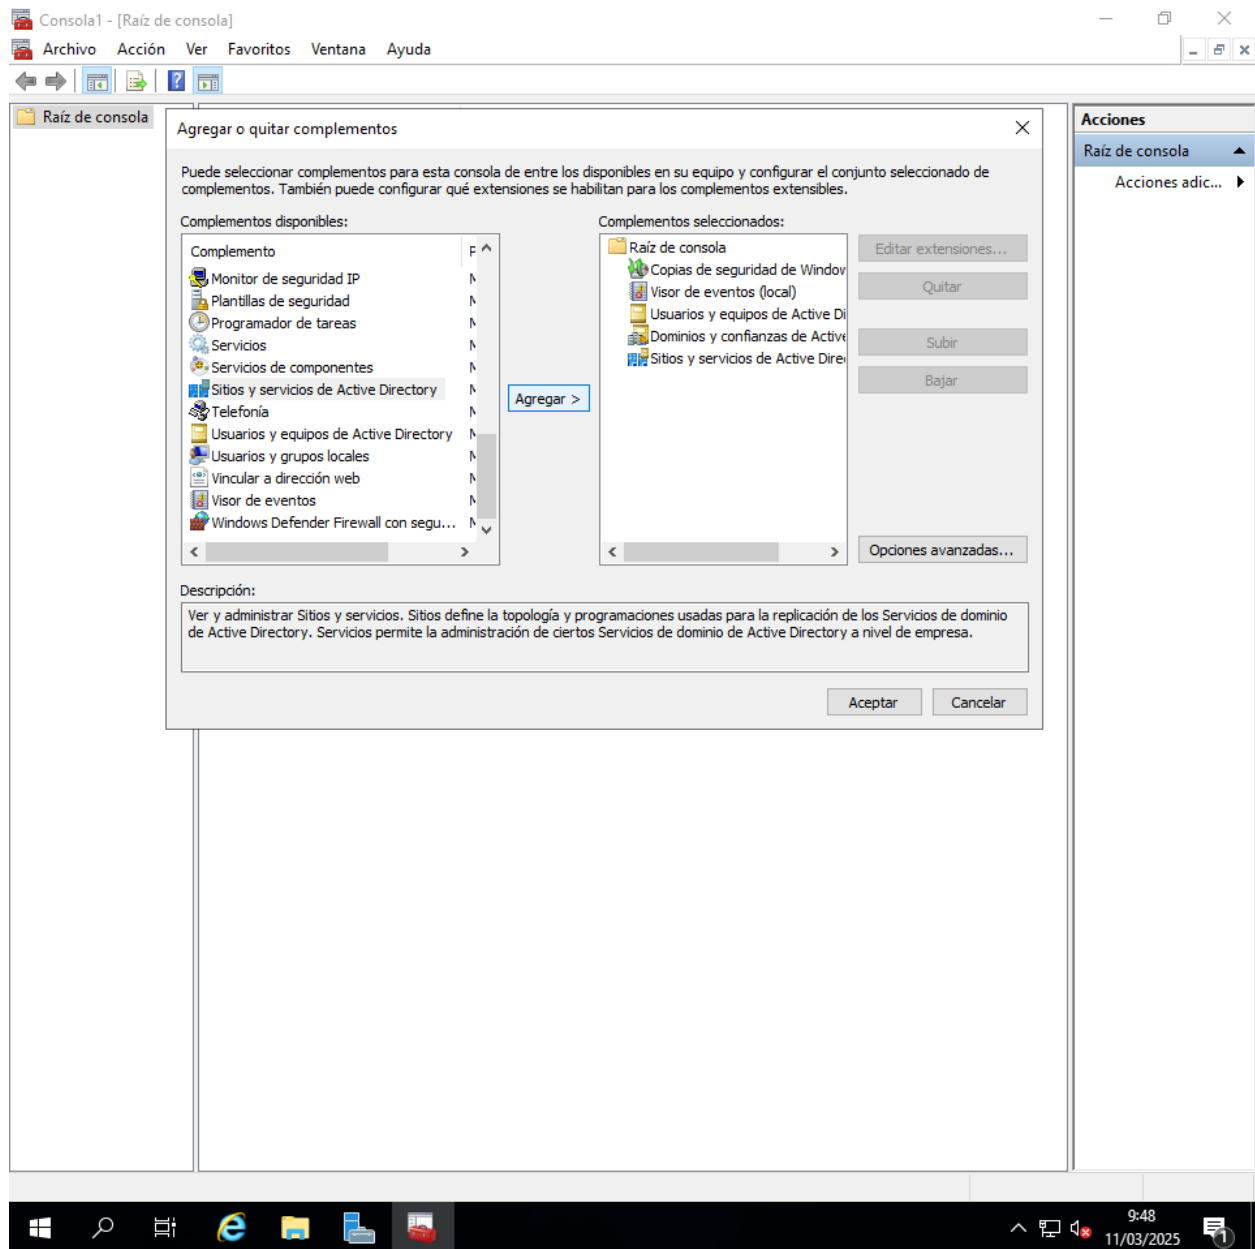 Consola1 - [Raíz de consola]
Archivo Acción Ver Favoritos Ventana Ayuda
Raíz de consola
Agregar o quitar complementos
Puede seleccionar complementos para esta consola de entre los disponibles en su equipo y configurar el conjunto seleccionado de
complementos. También puede configurar qué extensiones se habilitan para los complementos extensibles.
Complementos disponibles:
Complemento
Monitor de seguridad IP
Plantillas de seguridad
Programador de tareas
Servicios
Servicios de componentes
Sitios y servicios de Active Directory
Telefonía
Usuarios y equipos de Active Directory
Usuarios y grupos locales
Vincular a dirección web
Visor de eventos
Windows Defender Firewall con segu...
Agregar >
Complementos seleccionados:
Raíz de consola
Copias de seguridad de Window
Visor de eventos (local)
Usuarios y equipos de Active Di
Dominios y confianzas de Active
Sitios y servicios de Active Dire
Editar extensiones...
Quitar
Subir
Bajar
Opciones avanzadas...
Descripción:
Ver y administrar Sitios y servicios. Sitios define la topología y programaciones usadas para la replicación de los Servicios de dominio
de Active Directory. Servicios permite la administración de ciertos Servicios de dominio de Active Directory a nivel de empresa.
Aceptar Cancelar
Acciones
Raíz de consola
Acciones adic...
9:48
11/03/2025
1